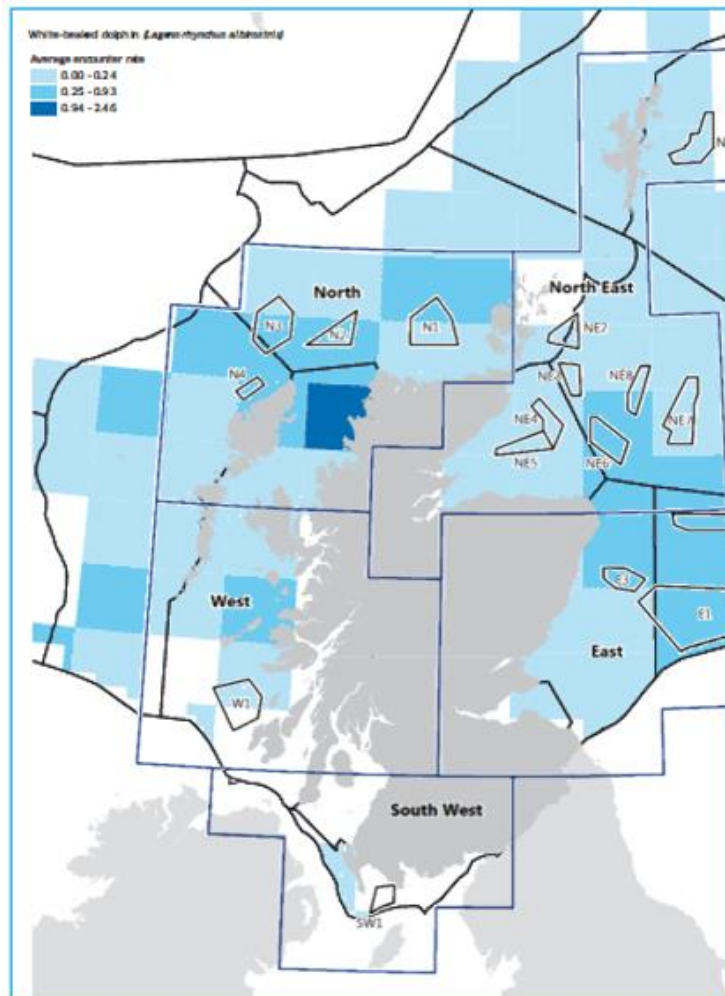 White-beaked dolphin (Lagenorhynchus albirostris)
Average encounter rate
0.00 - 0.24
0.25 - 0.93
0.94 - 2.46
N
North
North East
N3
N2
N1
NE2
N4
NE8
NE4
NE7
NE5
NE6
E3
West
E1
East
W1
South West
SW1